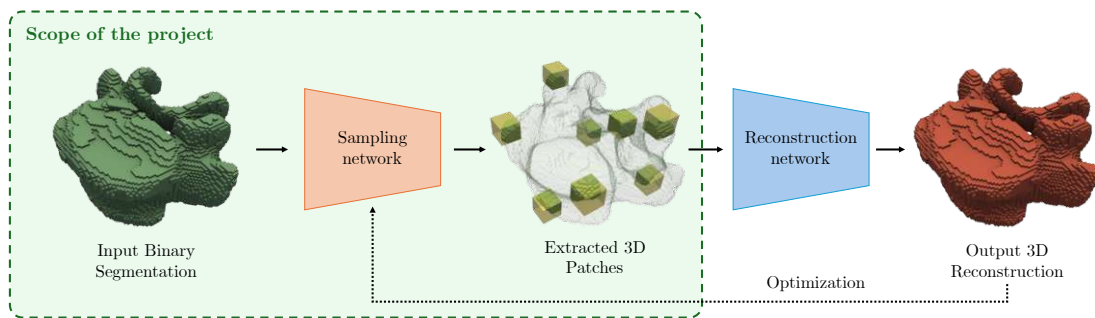 Scope of the project
Sampling
network
Reconstruction
network
Input Binary
Segmentation
Extracted 3D
Patches
Output 3D
Reconstruction
Optimization